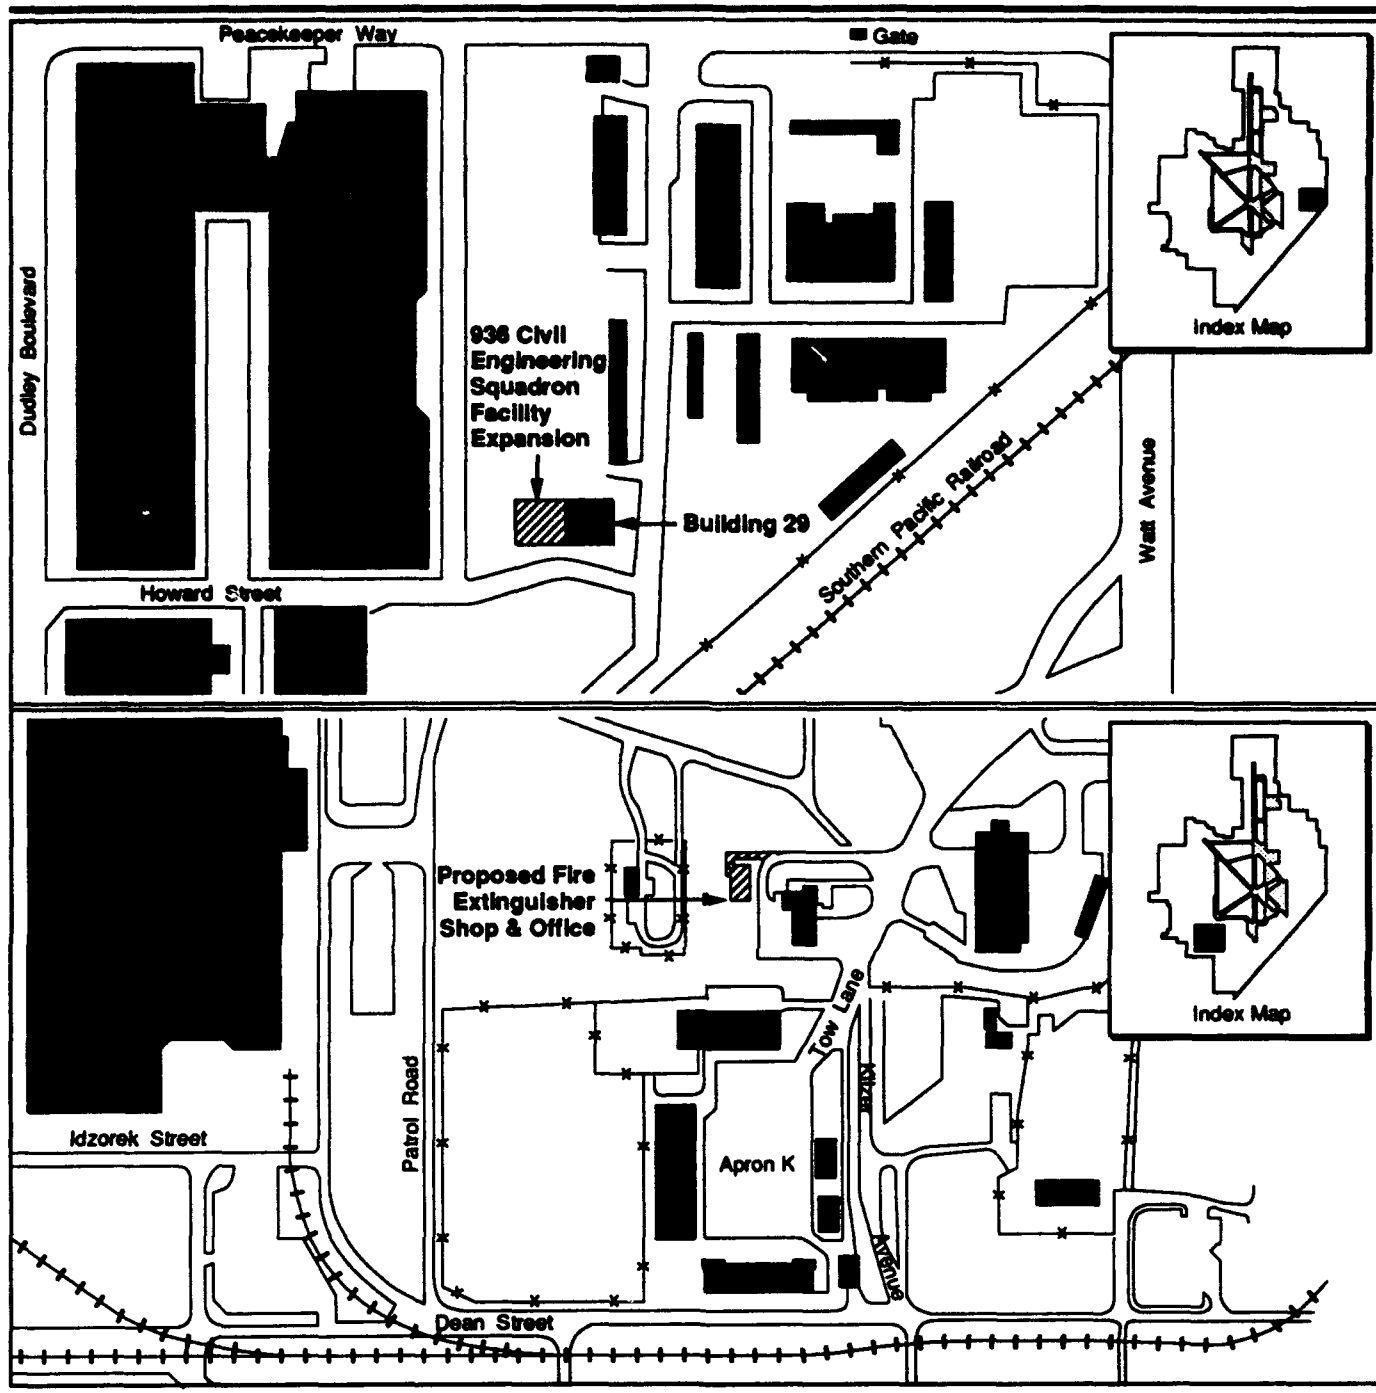 Peacekeeper Way
Gate
Index Map
Dudley Boulevard
936 Civil
Engineering
Squadron
Facility
Expansion
Building 29
Southern Pacific Railroad
Watt Avenue
Howard Street
Proposed Fire
Extinguisher
Shop & Office
Index Map
Tow Lane
Patrol Road
Idzorek Street
Apron K
Avenue
Dean Street